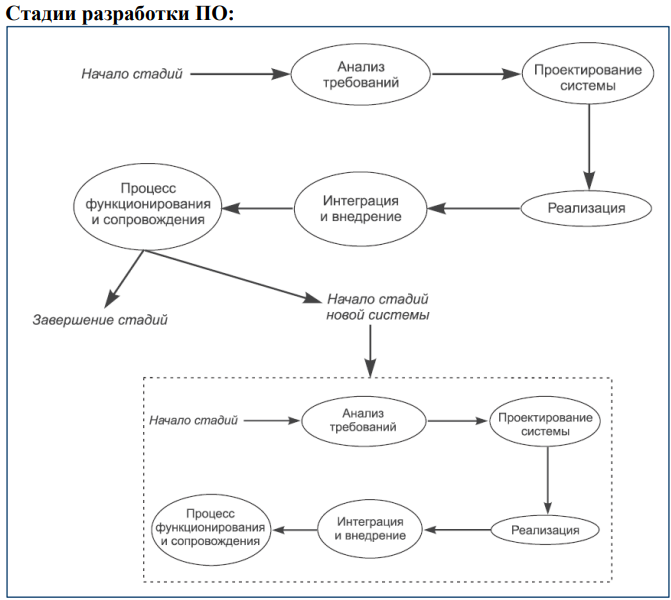 Стадии разработки ПО:
Начало стадий
Анализ
требований
Проектирование
системы
Процесс
функционирования
и сопровождения
Интеграция
и внедрение
Реализация
Завершение стадий
Начало стадий
новой системы
Начало стадий
Анализ
требований
Проектирование
системы
Процесс
функционирования
и сопровождения
Интеграция
и внедрение
Реализация